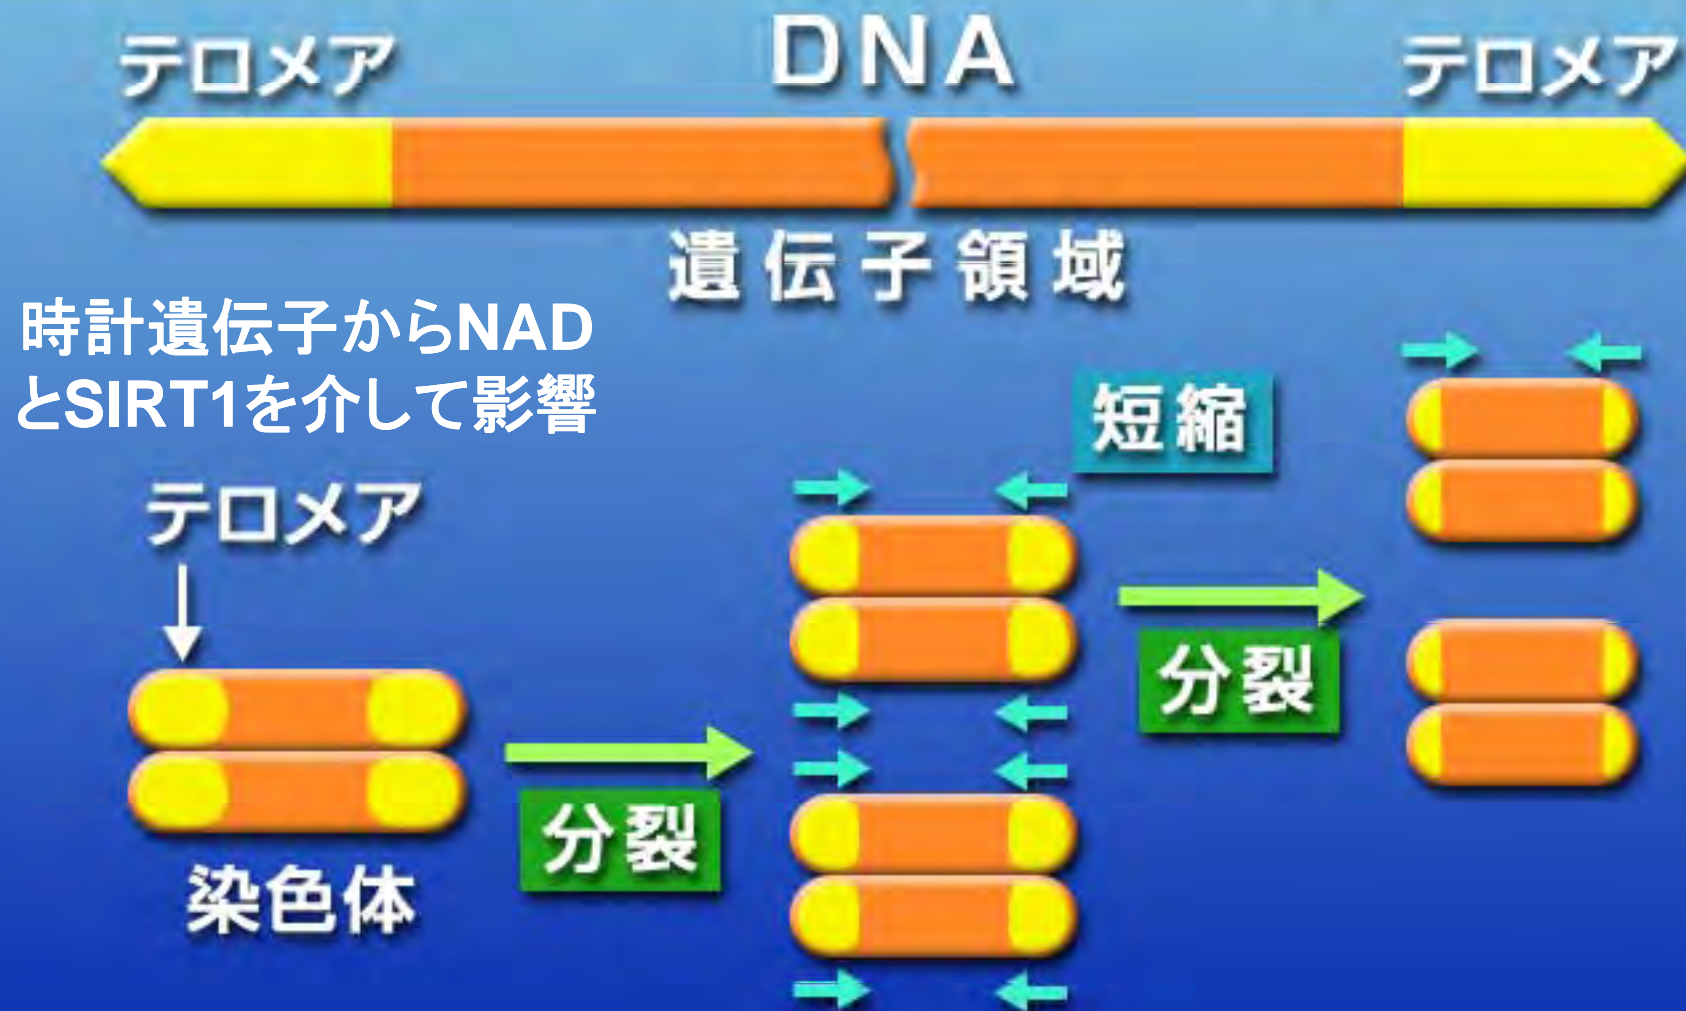 テロメア
DNA
テロメア
遺伝子領域
時計遺伝子からNAD
とSIRT1を介して影響
短縮
テロメア
分裂
分裂
染色体